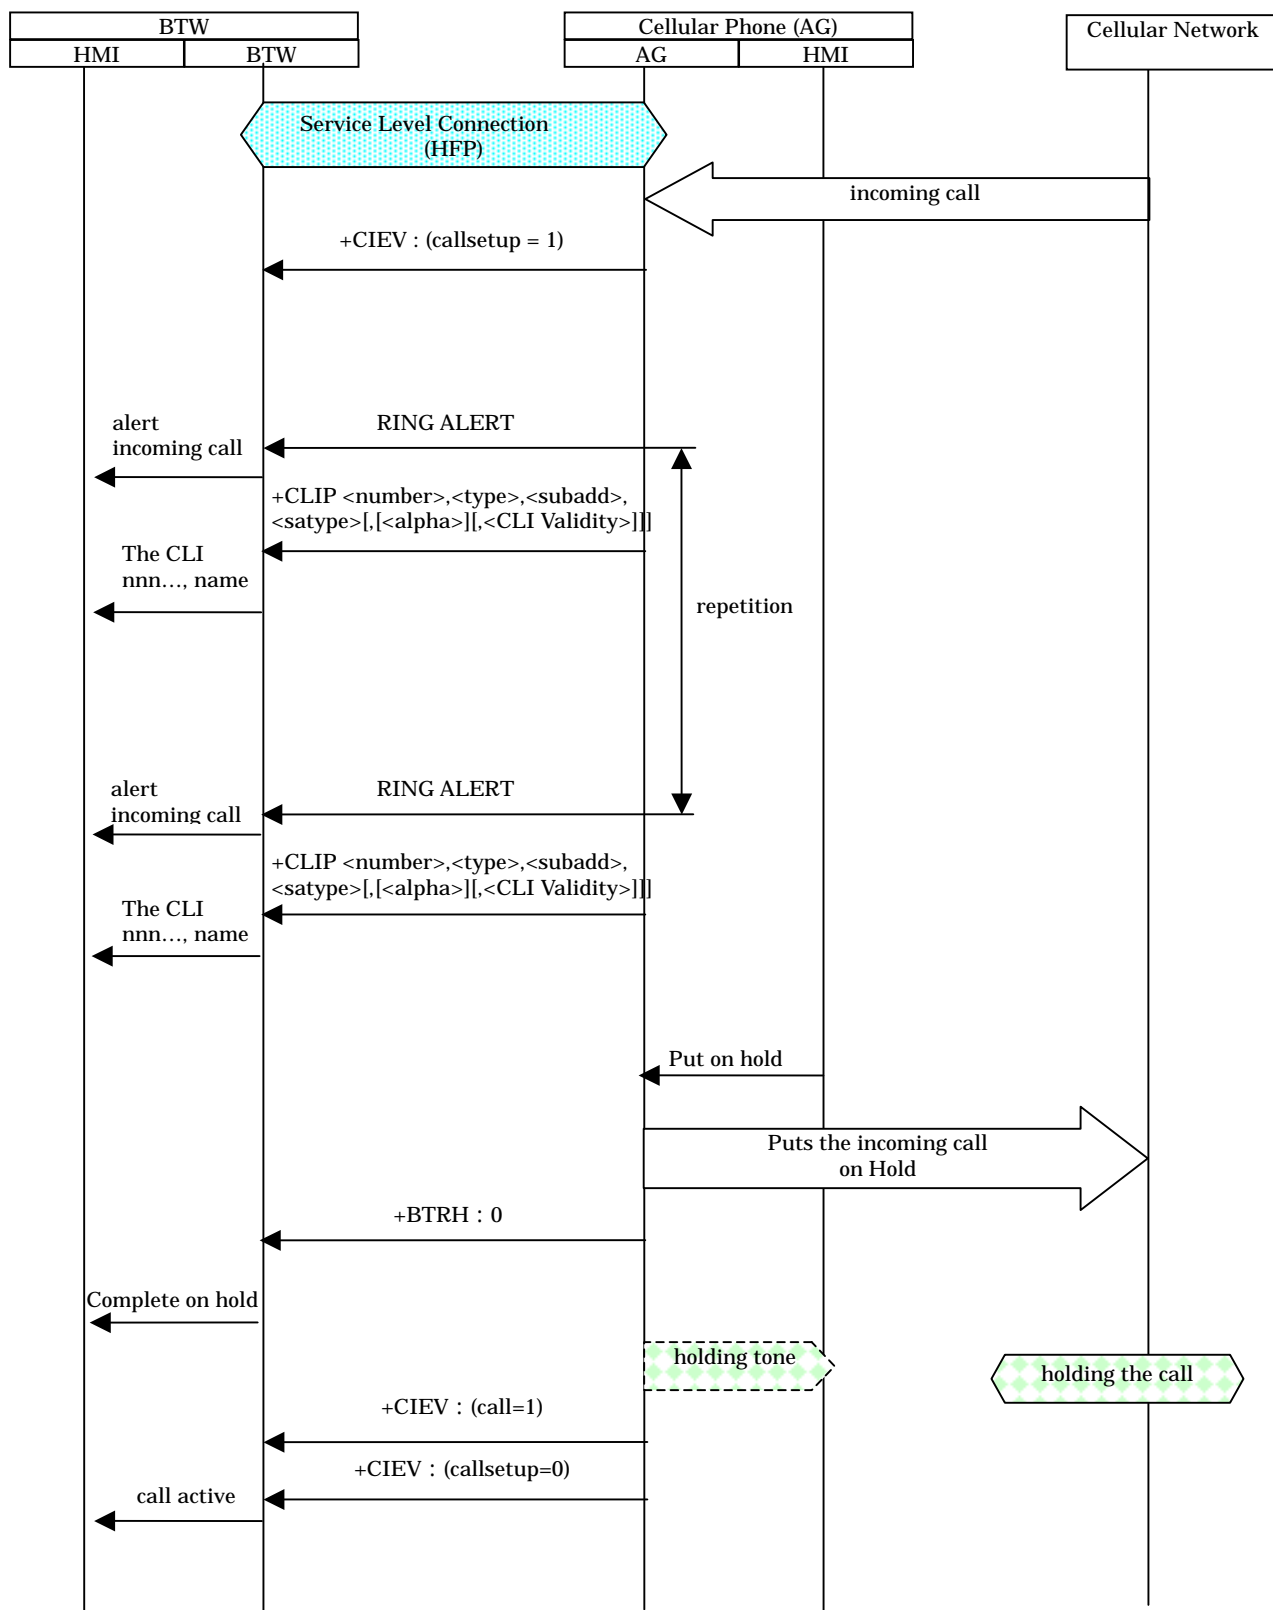 BTW
Cellular Phone (AG)
Cellular Network
HMI
BTW
AG
HMI
Service Level Connection
(HFP)
incoming call
+CIEV : (callsetup = 1)
alert
incoming call
RING ALERT
+CLIP <number>,<type>,<subadd>,
<satype>[,[<alpha>][,<CLI Validity>]]]
The CLI
nnn…, name
repetition
alert
incoming call
RING ALERT
+CLIP <number>,<type>,<subadd>,
<satype>[,[<alpha>][,<CLI Validity>]]]
The CLI
nnn…, name
Put on hold
Puts the incoming call
on Hold
+BTRH : 0
Complete on hold
holding tone
holding the call
+CIEV : (call=1)
+CIEV : (callsetup=0)
call active